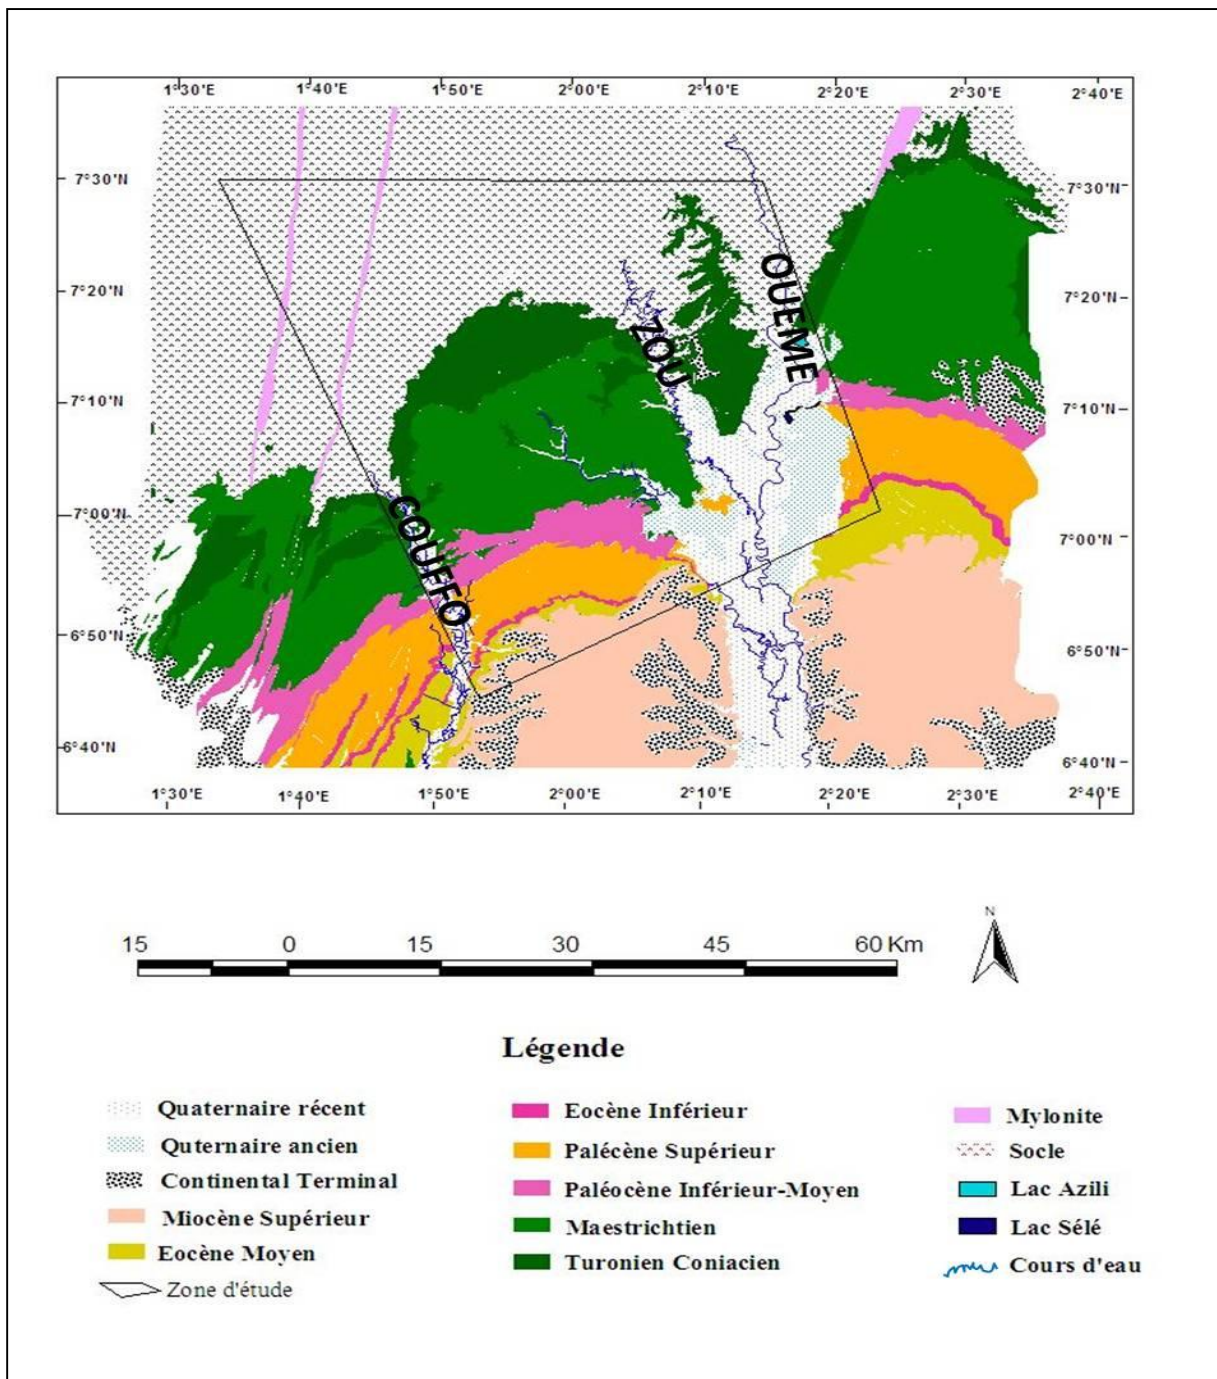 1°30'E 1°40'E 1°50'E 2°00'E 2°10'E 2°20'E 2°30'E 2°40'E
7°30'N 7°30'N
7°20'N 7°20'N
7°10'N 7°10'N
7°00'N 7°00'N
6°50'N 6°50'N
6°40'N 6°40'N
OUEME
ZOU
COUFFO
1°30'E 1°40'E 1°50'E 2°00'E 2°10'E 2°20'E 2°30'E 2°40'E
15 0 15 30 45 60 Km
N
Légende
Quaternaire récent
Quternaire ancien
Continental Terminal
Miocène Supérieur
Eocène Moyen
Zone d'étude
Eocène Inférieur
Palécène Supérieur
Paléocène Inférieur-Moyen
Maestrichtien
Turonien Coniacien
Mylonite
Socle
Lac Azili
Lac Sélé
Cours d'eau